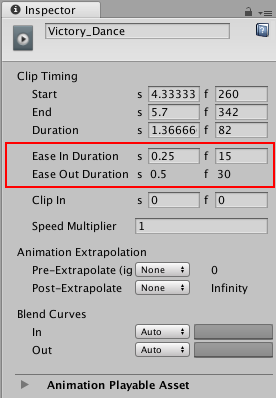 Inspector
Victory_Dance
Clip Timing
Start s 4.33333 f 260
End s 5.7 f 342
Duration s 1.36666 f 82
Ease In Duration s 0.25 f 15
Ease Out Duration s 0.5 f 30
Clip In s 0 f 0
Speed Multiplier 1
Animation Extrapolation
Pre-Extrapolate (ig None 0
Post-Extrapolate None Infinity
Blend Curves
In Auto
Out Auto
Animation Playable Asset